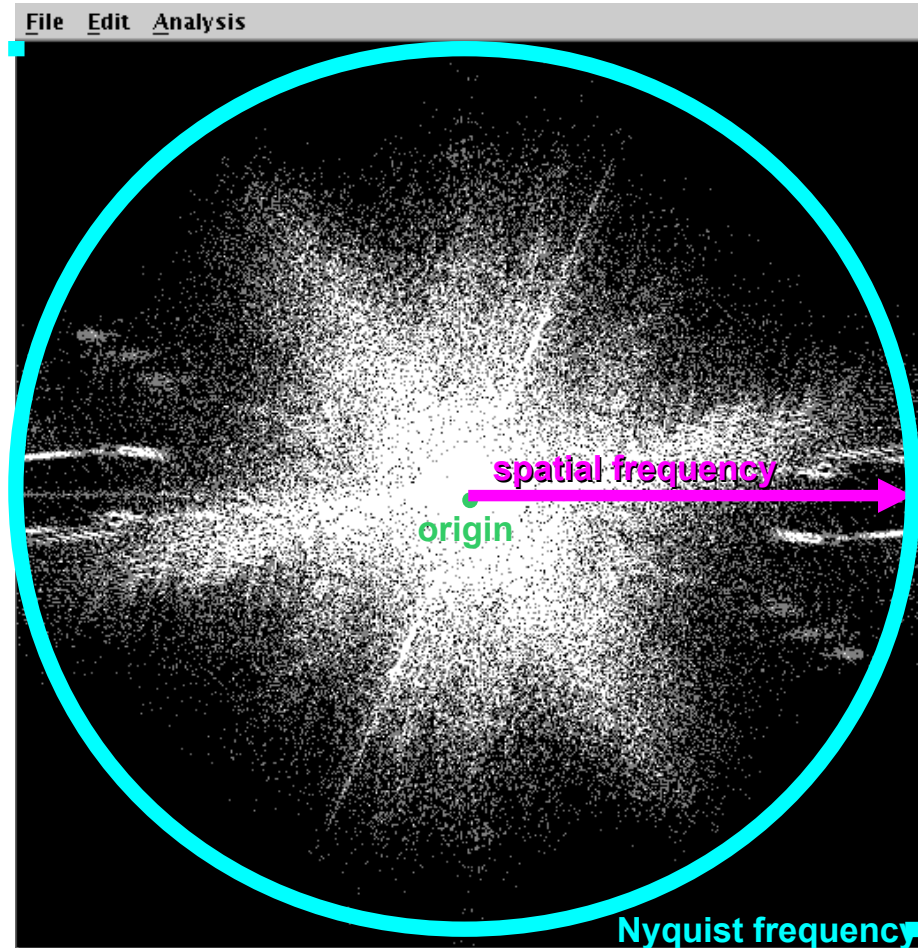 File Edit Analysis
spatial frequency
origin
Nyquist frequency